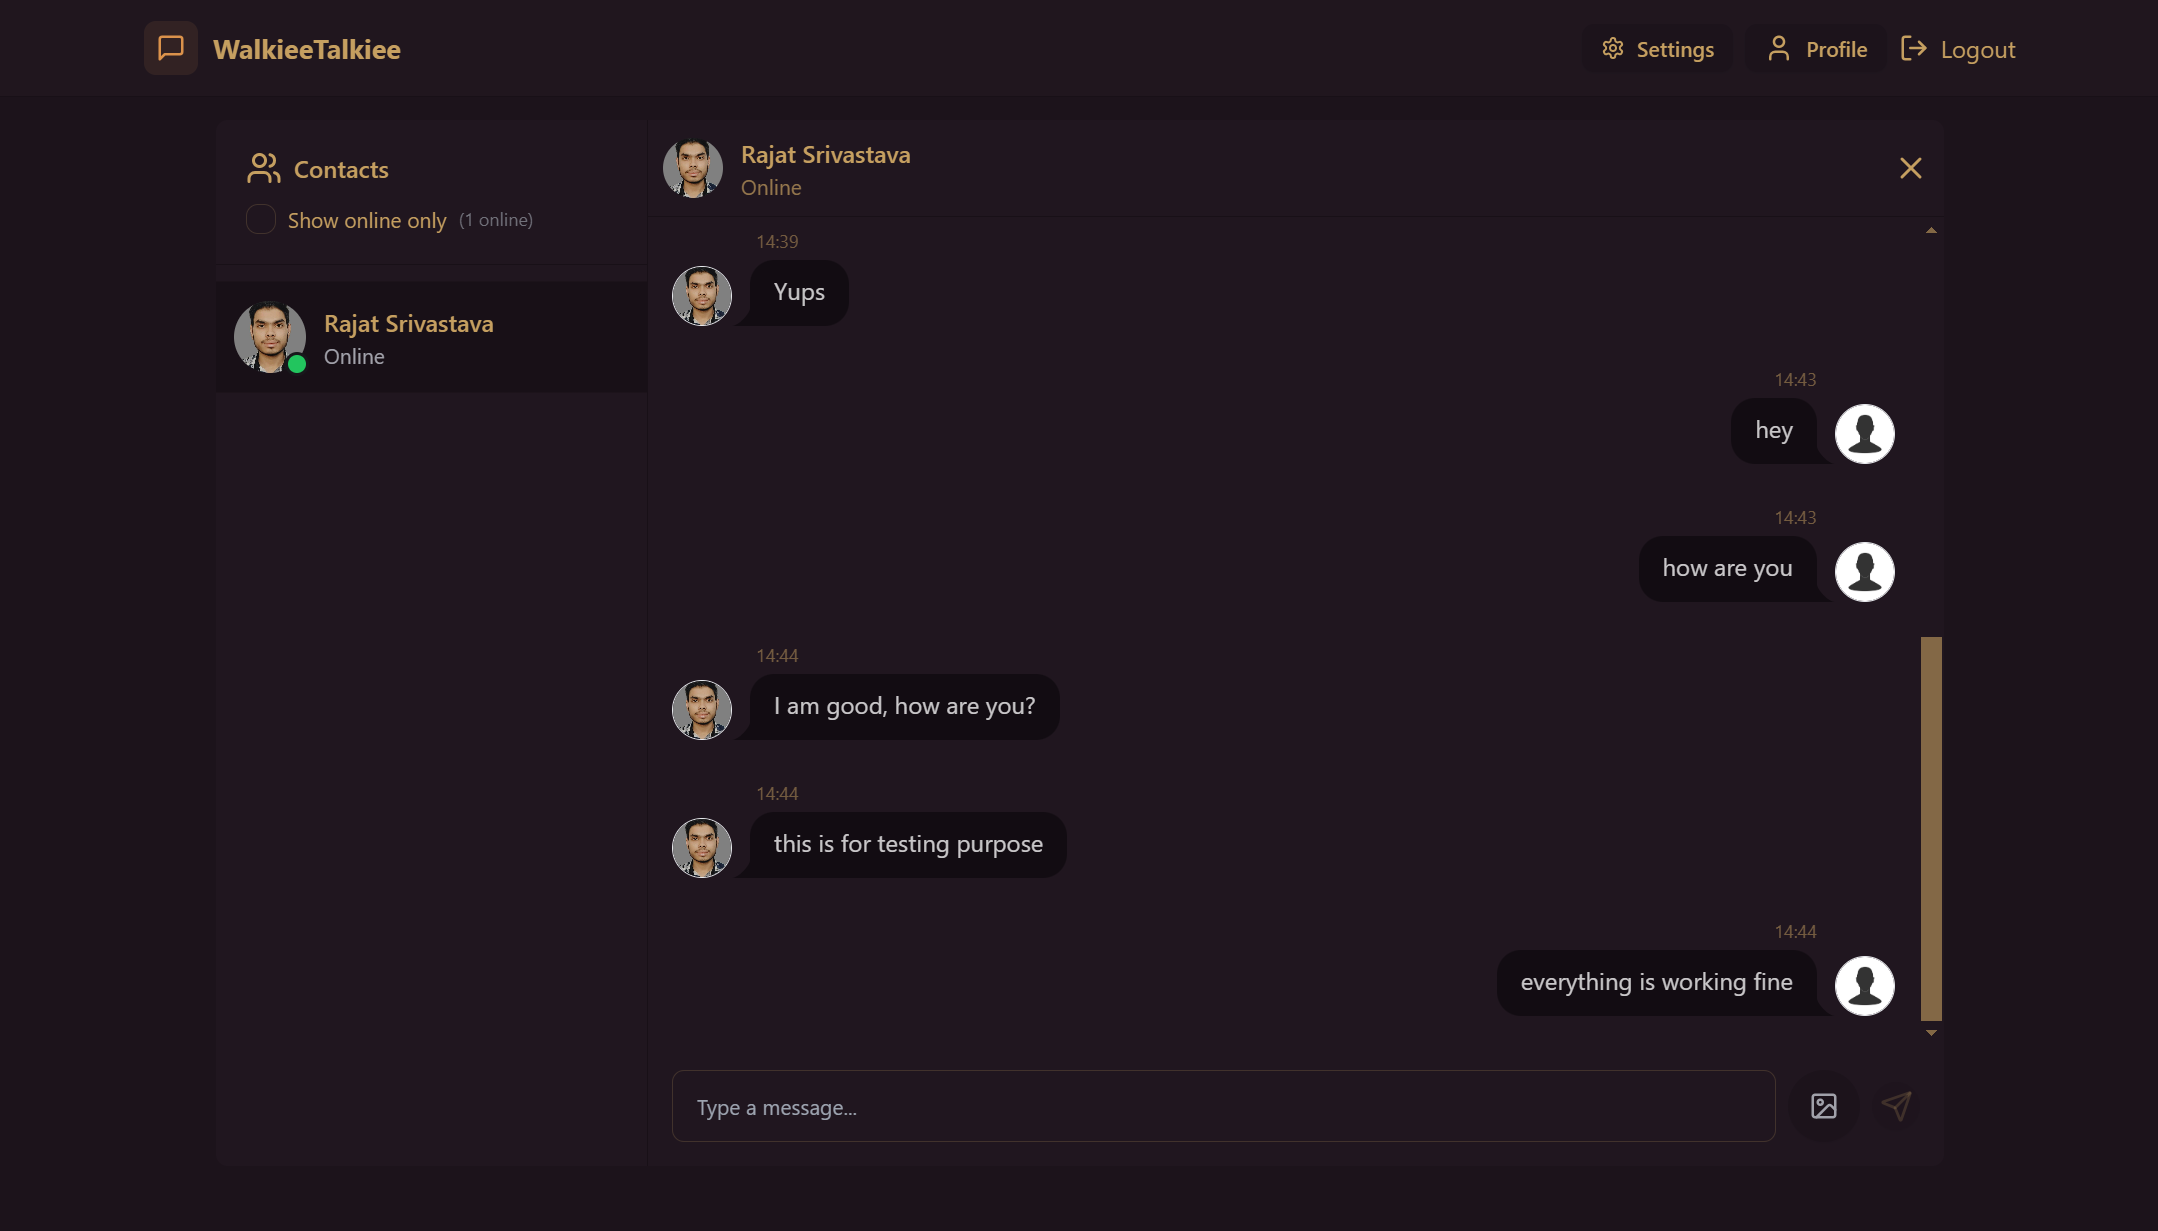 WalkieeTalkiee
Settings
Profile
Logout
Contacts
Show online only (1 online)
Rajat Srivastava
Online
Rajat Srivastava
Online
14:39
Yups
14:43
hey
14:43
how are you
14:44
I am good, how are you?
14:44
this is for testing purpose
14:44
everything is working fine
Type a message...